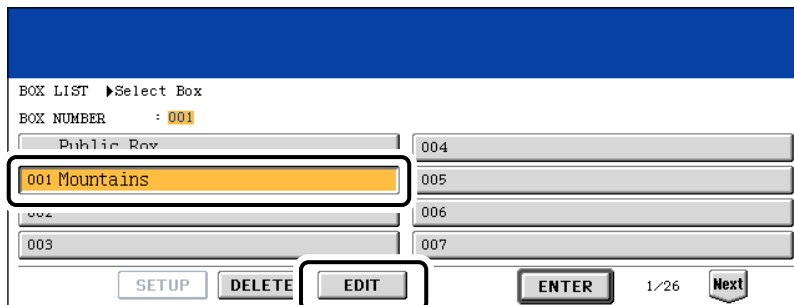 BOX LIST ▶Select Box
BOX NUMBER : 001
Public Box
001 Mountains
002
003
004
005
006
007
SETUP DELETE EDIT ENTER 1/26 Next